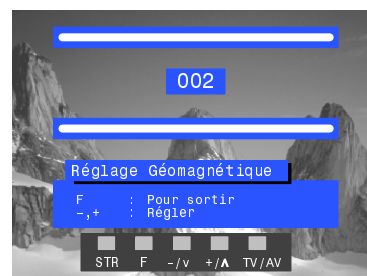 002
Réglage Géomagnétique
F : Pour sortir
-,+ : Régler
STR F -/v +/ʌ TV/AV